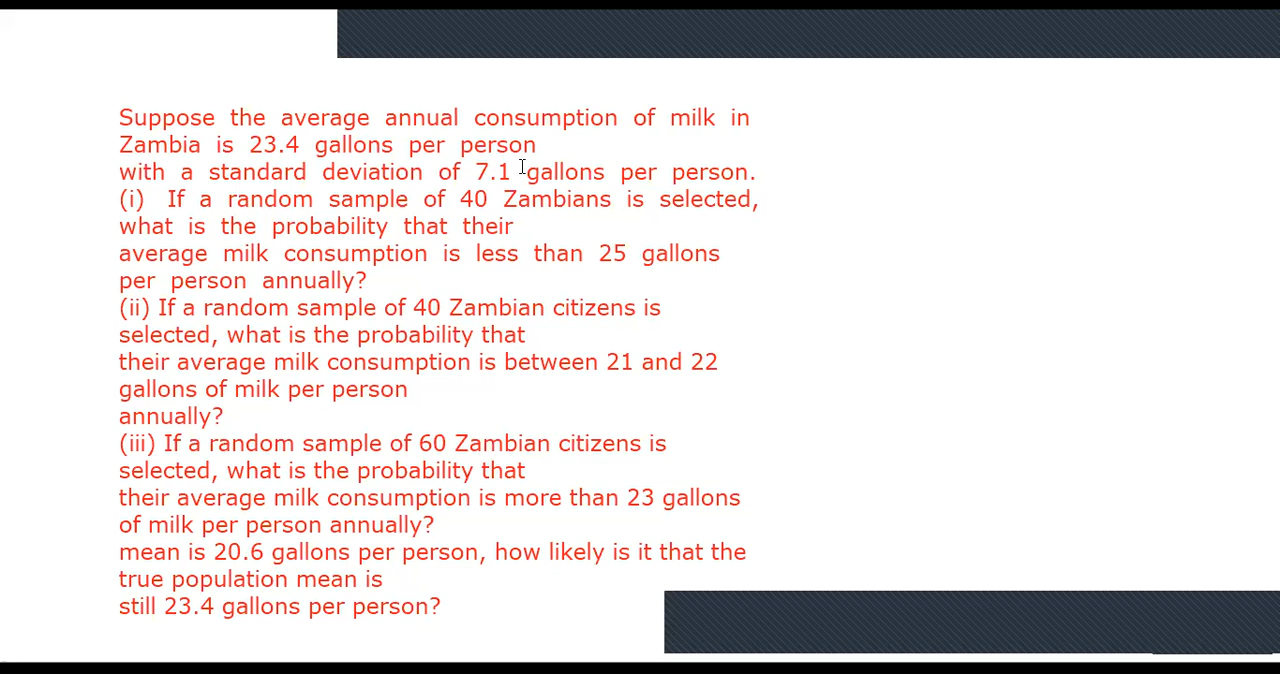 Suppose the average annual consumption of milk in
Zambia is 23.4 gallons per person
with a standard deviation of 7.1 gallons per person.
(i) If a random sample of 40 Zambians is selected,
what is the probability that their
average milk consumption is less than 25 gallons
per person annually?
(ii) If a random sample of 40 Zambian citizens is
selected, what is the probability that
their average milk consumption is between 21 and 22
gallons of milk per person
annually?
(iii) If a random sample of 60 Zambian citizens is
selected, what is the probability that
their average milk consumption is more than 23 gallons
of milk per person annually?
mean is 20.6 gallons per person, how likely is it that the
true population mean is
still 23.4 gallons per person?